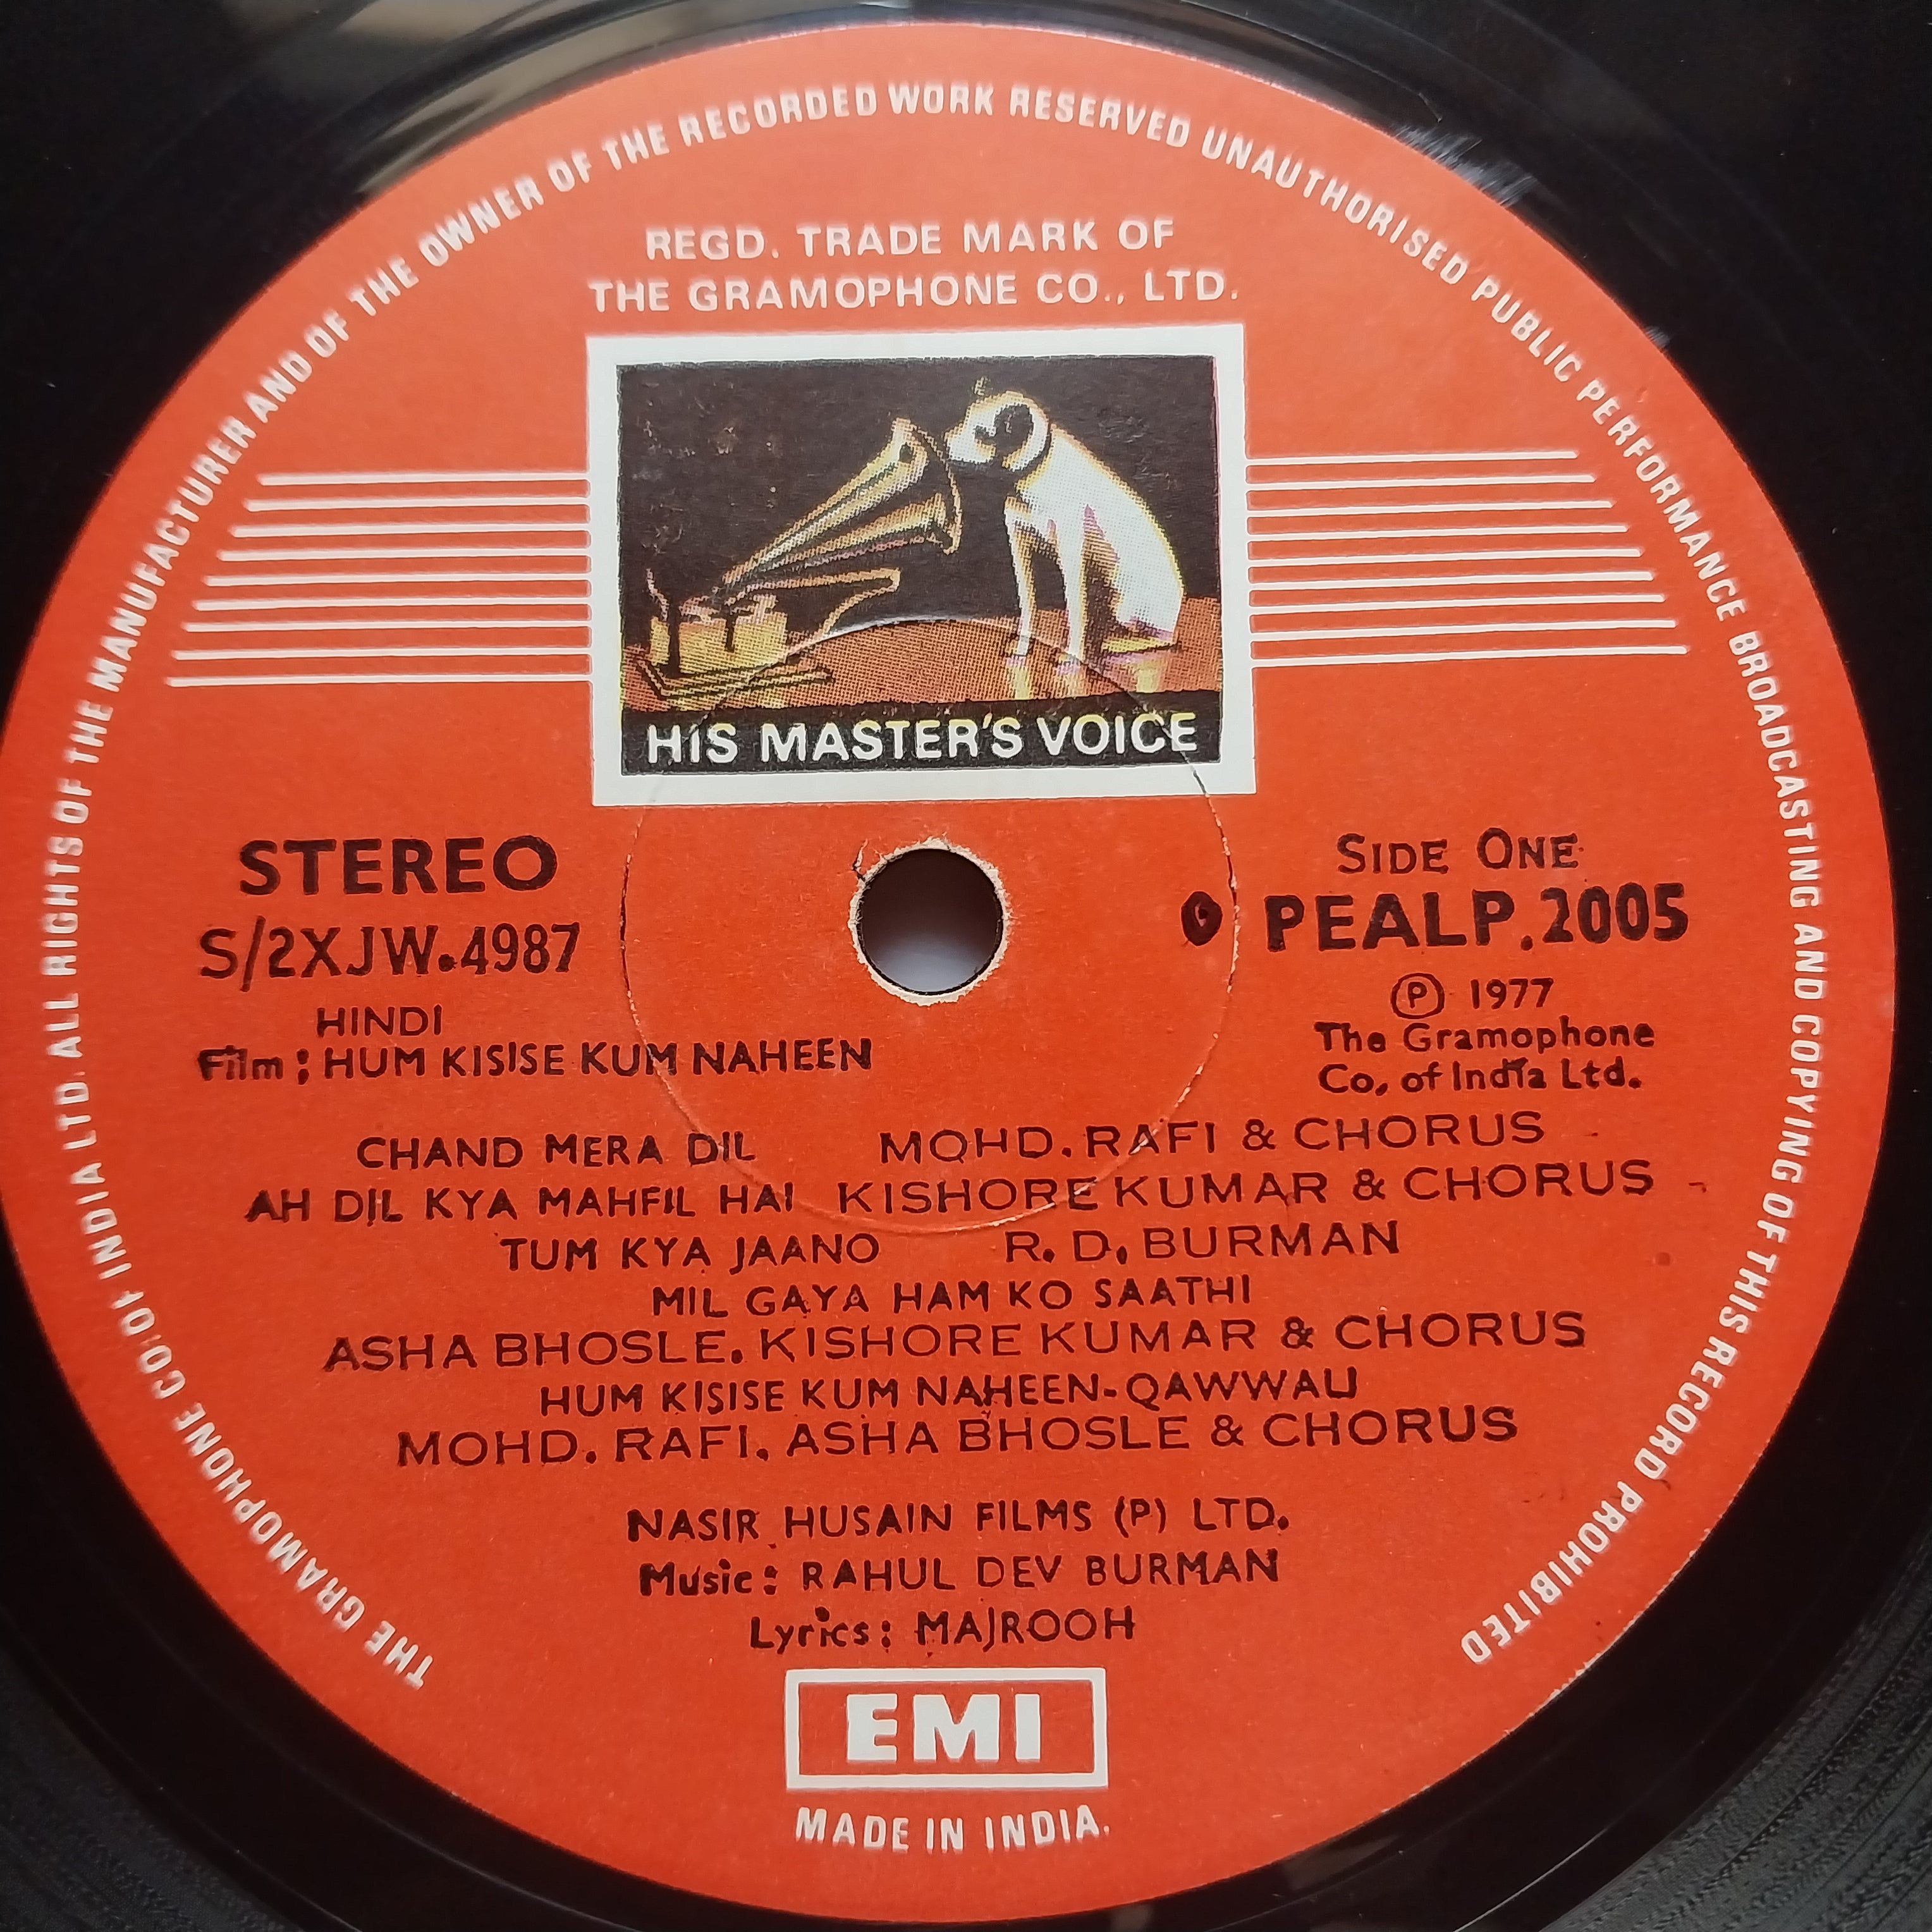 THE GRAMOPHONE CO. OF INDIA LTD. ALL RIGHTS OF THE MANUFACTURER AND OF THE OWNER OF THE RECORDED WORK RESERVED UNAUTHORISED PUBLIC PERFORMANCE BROADCASTING AND COPYING OF THIS RECORD PROHIBITED
REGD. TRADE MARK OF
THE GRAMOPHONE CO., LTD.
HIS MASTER'S VOICE
STEREO
S/2XJW.4987
SIDE ONE
PEALP.2005
Ⓟ 1977
The Gramophone
Co. of India Ltd.
HINDI
Film: HUM KISISE KUM NAHEEN
CHAND MERA DIL MOHD. RAFI & CHORUS
AH DIL KYA MAHFIL HAI KISHORE KUMAR & CHORUS
TUM KYA JAANO R. D. BURMAN
MIL GAYA HAM KO SAATHI
ASHA BHOSLE. KISHORE KUMAR & CHORUS
HUM KISISE KUM NAHEEN-QAWWALI
MOHD. RAFI. ASHA BHOSLE & CHORUS
NASIR HUSAIN FILMS (P) LTD.
Music: RAHUL DEV BURMAN
Lyrics: MAJROOH
EMI
MADE IN INDIA.